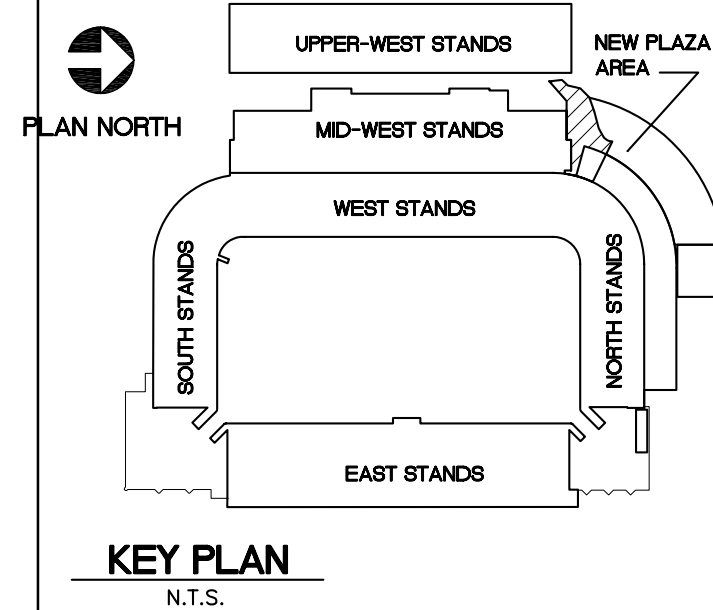 UPPER-WEST STANDS
NEW PLAZA
AREA
PLAN NORTH
MID-WEST STANDS
WEST STANDS
SOUTH STANDS
NORTH STANDS
EAST STANDS
KEY PLAN
N.T.S.